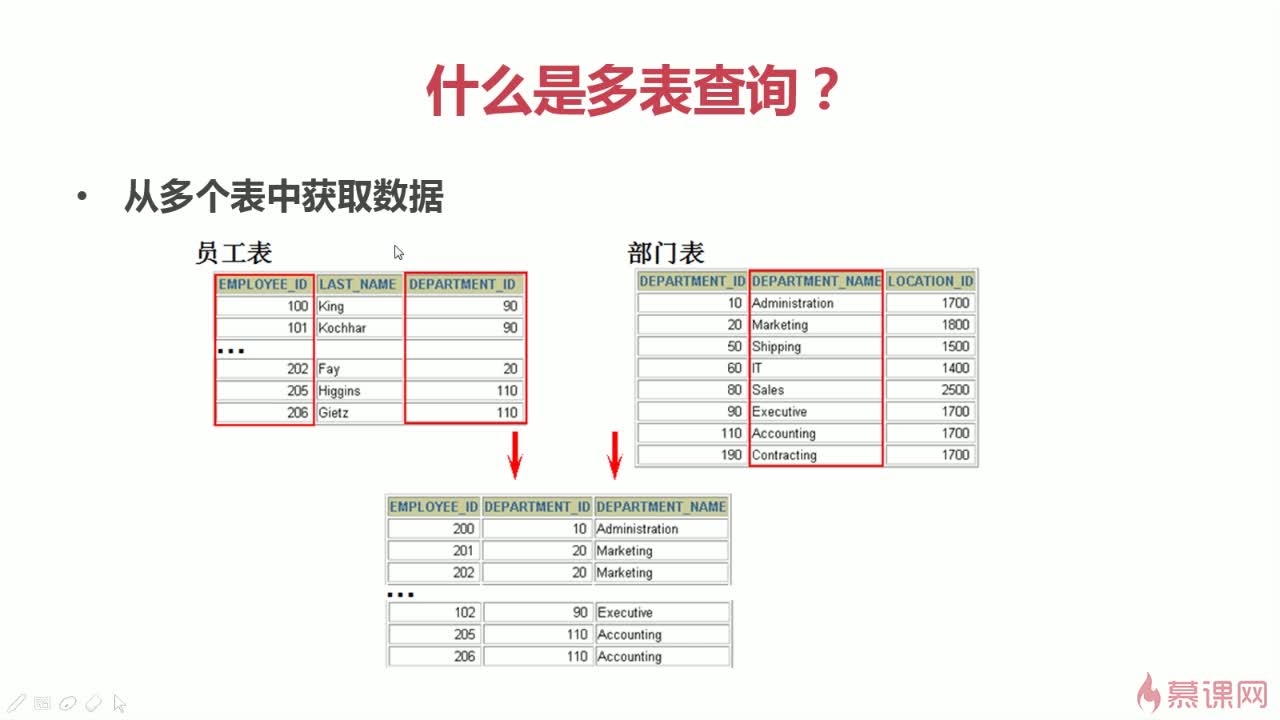 什么是多表查询？
• 从多个表中获取数据
员工表
EMPLOYEE_ID LAST_NAME DEPARTMENT_ID
100 King 90
101 Kochhar 90
...
202 Fay 20
205 Higgins 110
206 Gietz 110
部门表
DEPARTMENT_ID DEPARTMENT_NAME LOCATION_ID
10 Administration 1700
20 Marketing 1800
50 Shipping 1500
60 IT 1400
80 Sales 2500
90 Executive 1700
110 Accounting 1700
190 Contracting 1700
EMPLOYEE_ID DEPARTMENT_ID DEPARTMENT_NAME
200 10 Administration
201 20 Marketing
202 20 Marketing
...
102 90 Executive
205 110 Accounting
206 110 Accounting
慕课网